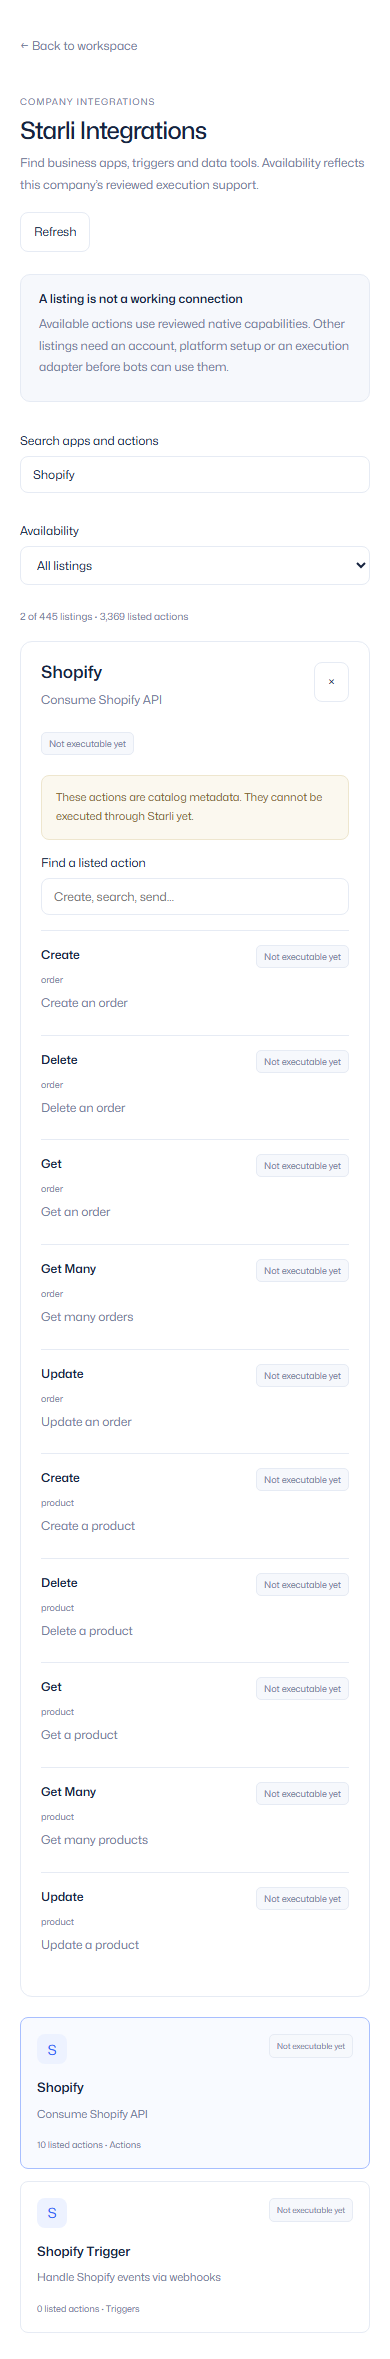 ← Back to workspace
COMPANY INTEGRATIONS
Starli Integrations
Find business apps, triggers and data tools. Availability reflects
this company's reviewed execution support.
Refresh
A listing is not a working connection
Available actions use reviewed native capabilities. Other
listings need an account, platform setup or an execution
adapter before bots can use them.
Search apps and actions
Shopify
Availability
All listings
2 of 445 listings · 3,369 listed actions
Shopify
×
Consume Shopify API
Not executable yet
These actions are catalog metadata. They cannot be
executed through Starli yet.
Find a listed action
Create, search, send...
Create
Not executable yet
order
Create an order
Delete
Not executable yet
order
Delete an order
Get
Not executable yet
order
Get an order
Get Many
Not executable yet
order
Get many orders
Update
Not executable yet
order
Update an order
Create
Not executable yet
product
Create a product
Delete
Not executable yet
product
Delete a product
Get
Not executable yet
product
Get a product
Get Many
Not executable yet
product
Get many products
Update
Not executable yet
product
Update a product
S
Not executable yet
Shopify
Consume Shopify API
10 listed actions · Actions
S
Not executable yet
Shopify Trigger
Handle Shopify events via webhooks
0 listed actions · Triggers